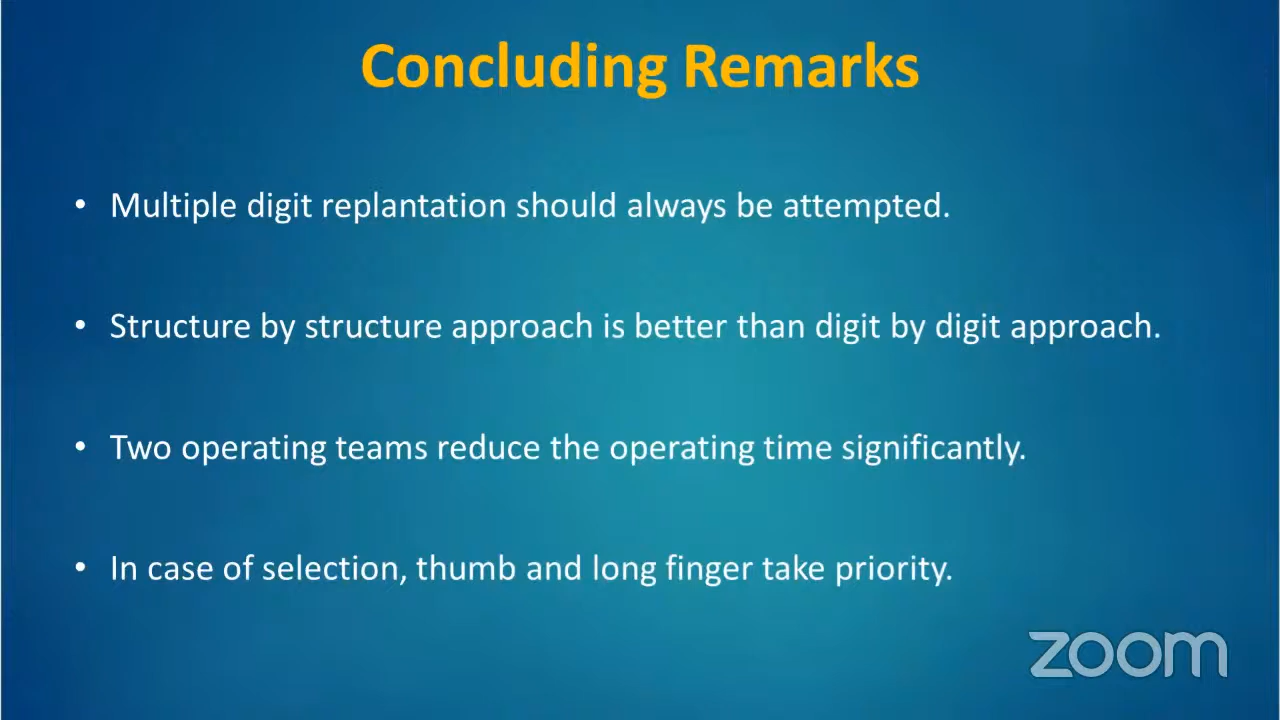 Concluding Remarks
• Multiple digit replantation should always be attempted.
• Structure by structure approach is better than digit by digit approach.
• Two operating teams reduce the operating time significantly.
• In case of selection, thumb and long finger take priority.
zoom